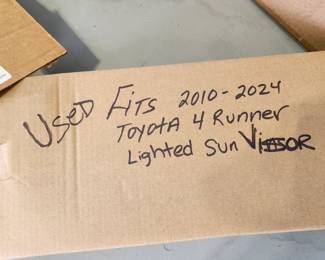 Used Fits 2010-2024
Toyota 4 Runner
Lighted Sun Visor